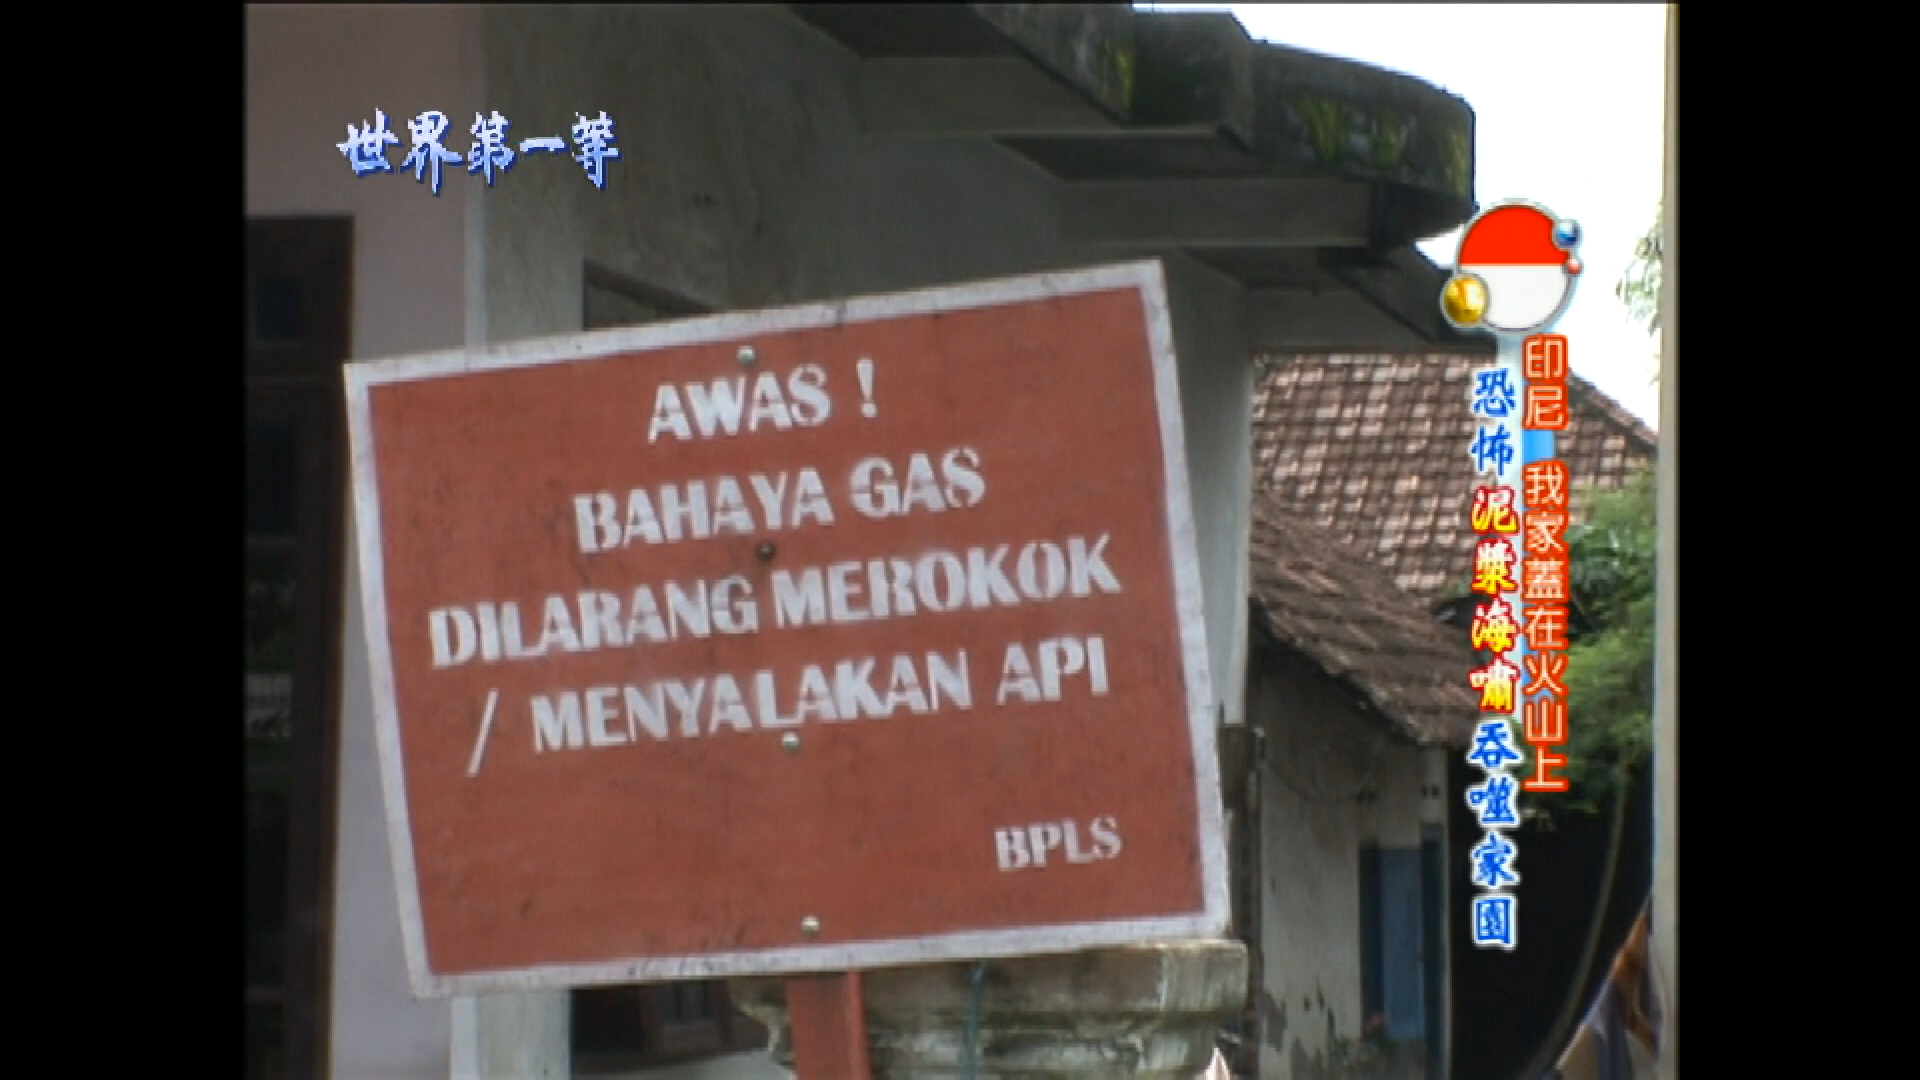 世界第一等
AWAS !
BAHAYA GAS
DILARANG MEROKOK
/ MENYALAKAN API
BPLS
印尼 我家蓋在火山上
恐怖泥漿海嘯吞噬家園